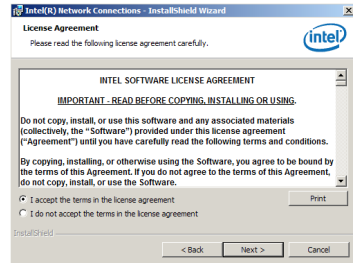 Intel(R) Network Connections - InstallShield Wizard
License Agreement
Please read the following license agreement carefully.
intel
INTEL SOFTWARE LICENSE AGREEMENT
IMPORTANT - READ BEFORE COPYING, INSTALLING OR USING.
Do not copy, install, or use this software and any associated materials
(collectively, the “Software”) provided under this license agreement
(“Agreement”) until you have carefully read the following terms and conditions.
By copying, installing, or otherwise using the Software, you agree to be bound by
the terms of this Agreement. If you do not agree to the terms of this Agreement,
do not copy, install, or use the Software.
I accept the terms in the license agreement
Print
I do not accept the terms in the license agreement
InstallShield
< Back Next > Cancel